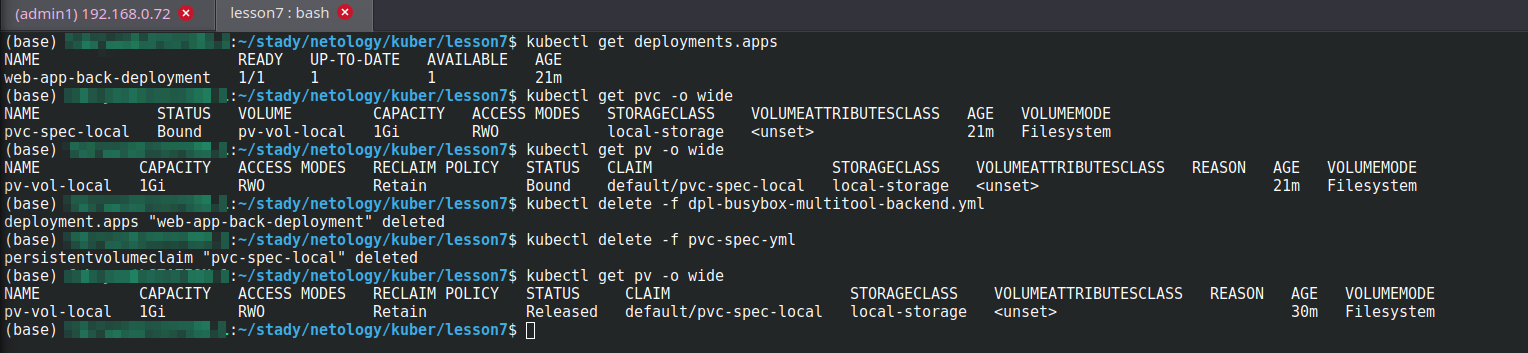 (admin1) 192.168.0.72 lesson7 : bash
(base) :~/stady/netology/kuber/lesson7$ kubectl get deployments.apps
NAME READY UP-TO-DATE AVAILABLE AGE
web-app-back-deployment 1/1 1 1 21m
(base) .:~/stady/netology/kuber/lesson7$ kubectl get pvc -o wide
NAME STATUS VOLUME CAPACITY ACCESS MODES STORAGECLASS VOLUMEATTRIBUTESCLASS AGE VOLUMEMODE
pvc-spec-local Bound pv-vol-local 1Gi RWO local-storage <unset> 21m Filesystem
(base) .:~/stady/netology/kuber/lesson7$ kubectl get pv -o wide
NAME CAPACITY ACCESS MODES RECLAIM POLICY STATUS CLAIM STORAGECLASS VOLUMEATTRIBUTESCLASS REASON AGE VOLUMEMODE
pv-vol-local 1Gi RWO Retain Bound default/pvc-spec-local local-storage <unset> 21m Filesystem
(base) :~/stady/netology/kuber/lesson7$ kubectl delete -f dpl-busybox-multitool-backend.yml
deployment.apps "web-app-back-deployment" deleted
(base) :~/stady/netology/kuber/lesson7$ kubectl delete -f pvc-spec-yml
persistentvolumeclaim "pvc-spec-local" deleted
(base) :~/stady/netology/kuber/lesson7$ kubectl get pv -o wide
NAME CAPACITY ACCESS MODES RECLAIM POLICY STATUS CLAIM STORAGECLASS VOLUMEATTRIBUTESCLASS REASON AGE VOLUMEMODE
pv-vol-local 1Gi RWO Retain Released default/pvc-spec-local local-storage <unset> 30m Filesystem
(base) .:~/stady/netology/kuber/lesson7$